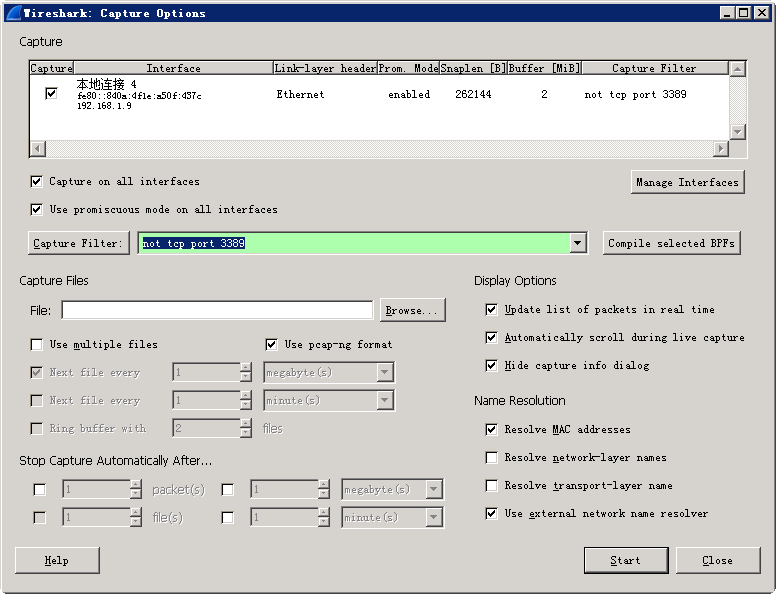 Wireshark: Capture Options
Capture
Capture Interface Link-layer header Prom. Mode Snaplen [B] Buffer [MiB] Capture Filter
本地连接 4
fe80::840a:4f1e:a50f:437c
192.168.1.9
Ethernet enabled 262144 2 not tcp port 3389
Capture on all interfaces
Manage Interfaces
Use promiscuous mode on all interfaces
Capture Filter: not tcp port 3389 Compile selected BPFs
Capture Files
File: Browse...
Use multiple files Use pcap-ng format
Next file every 1 megabyte(s)
Next file every 1 minute(s)
Ring buffer with 2 files
Stop Capture Automatically After...
1 packet(s) 1 megabyte(s)
1 file(s) 1 minute(s)
Display Options
Update list of packets in real time
Automatically scroll during live capture
Hide capture info dialog
Name Resolution
Resolve MAC addresses
Resolve network-layer names
Resolve transport-layer name
Use external network name resolver
Help Start Close